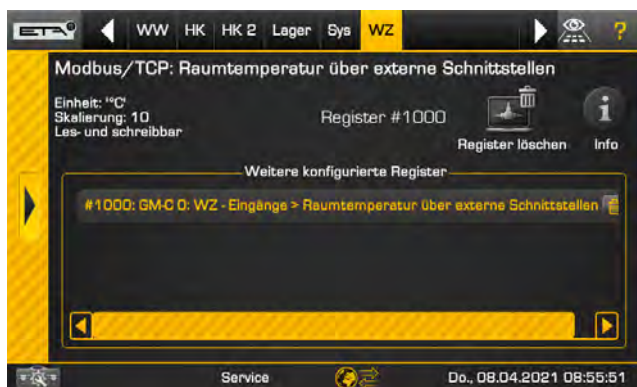 ETA
WW HK HK 2 Lager Sys WZ ?
Modbus/TCP: Raumtemperatur über externe Schnittstellen
Einheit: '°C'
Skalierung: 10
Les- und schreibbar
Register #1000
Register löschen
i
Info
Weitere konfigurierte Register
#1000: GM-C 0: WZ - Eingänge > Raumtemperatur über externe Schnittstellen
Service
Do., 08.04.2021 08:55:51